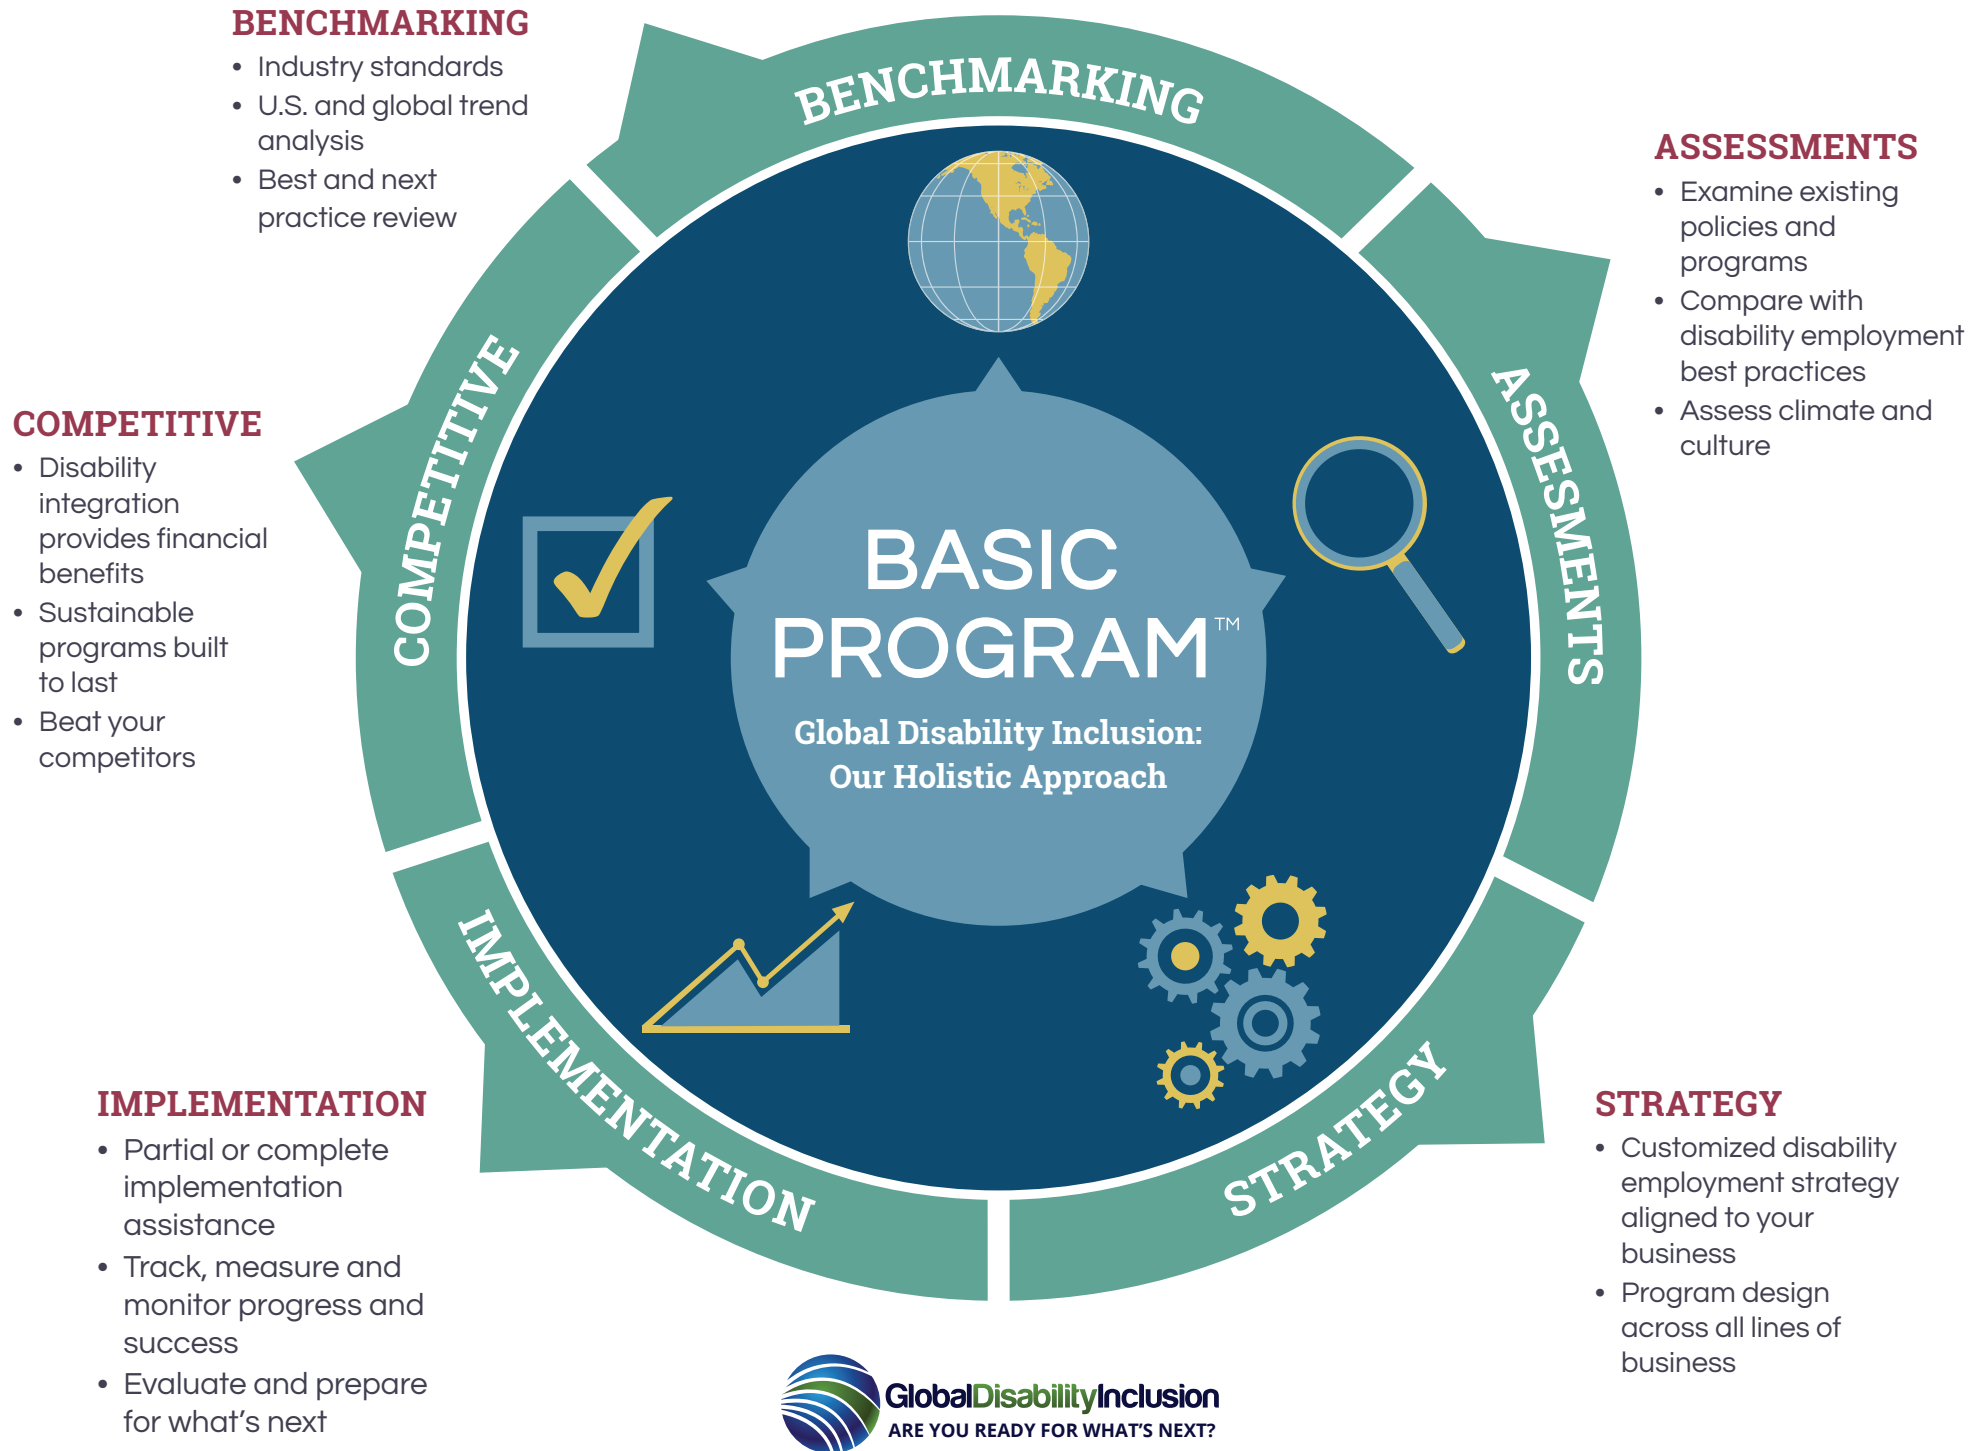 BENCHMARKING
• Industry standards
• U.S. and global trend
analysis
• Best and next
practice review
ASSESSMENTS
• Examine existing
policies and
programs
• Compare with
disability employment
best practices
• Assess climate and
culture
STRATEGY
• Customized disability
employment strategy
aligned to your
business
• Program design
across all lines of
business
IMPLEMENTATION
• Partial or complete
implementation
assistance
• Track, measure and
monitor progress and
success
• Evaluate and prepare
for what's next
COMPETITIVE
• Disability
integration
provides financial
benefits
• Sustainable
programs built
to last
• Beat your
competitors
BENCHMARKING
ASSESSMENTS
STRATEGY
IMPLEMENTATION
COMPETITIVE
BASIC
PROGRAM™
Global Disability Inclusion:
Our Holistic Approach
GlobalDisabilityInclusion
ARE YOU READY FOR WHAT'S NEXT?